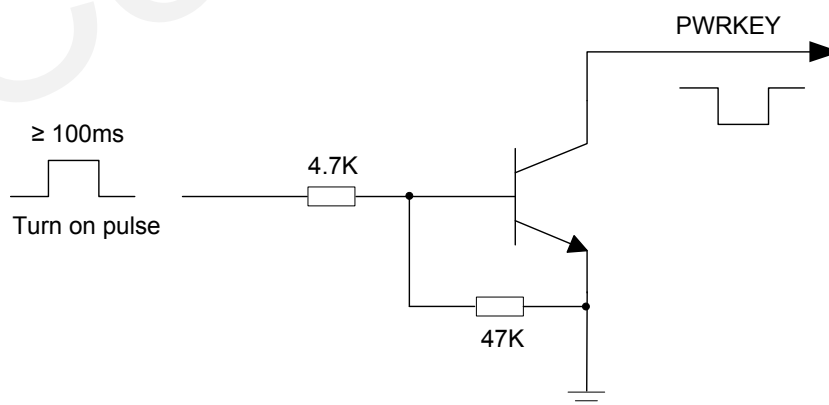 PWRKEY
≥ 100ms
4.7K
Turn on pulse
47K